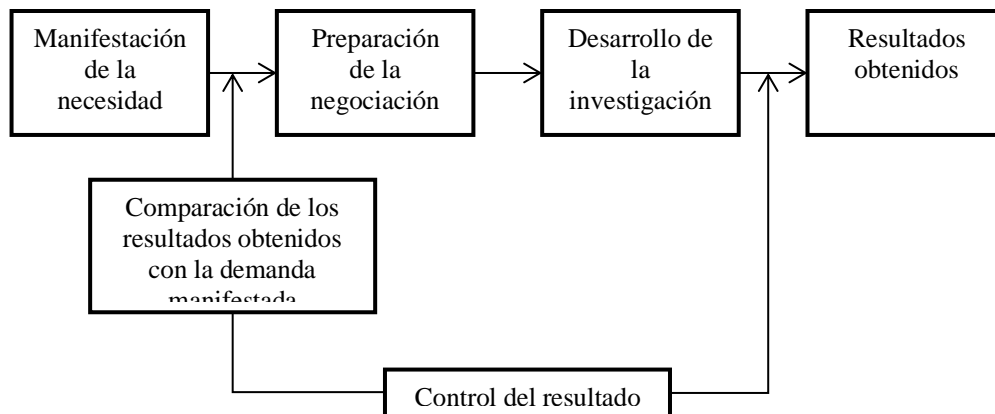 Manifestación
de la
necesidad
Preparación
de la
negociación
Desarrollo de
la
investigación
Resultados
obtenidos
Comparación de los
resultados obtenidos
con la demanda
manifestada
Control del resultado